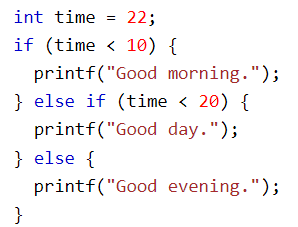 int time = 22;
if (time < 10) {
  printf("Good morning.");
} else if (time < 20) {
  printf("Good day.");
} else {
  printf("Good evening.");
}